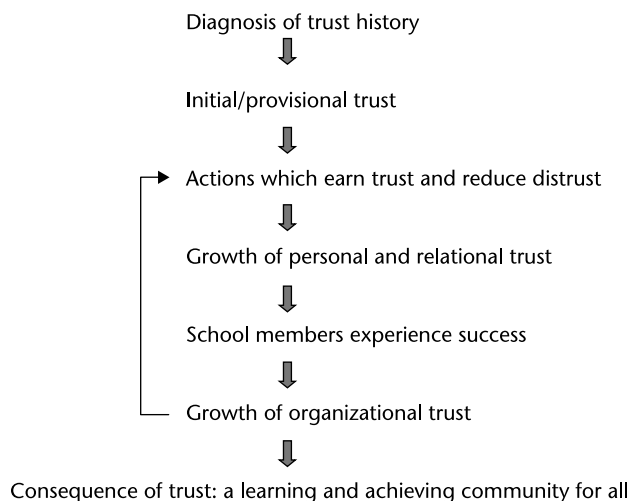 Diagnosis of trust history
Initial/provisional trust
Actions which earn trust and reduce distrust
Growth of personal and relational trust
School members experience success
Growth of organizational trust
Consequence of trust: a learning and achieving community for all